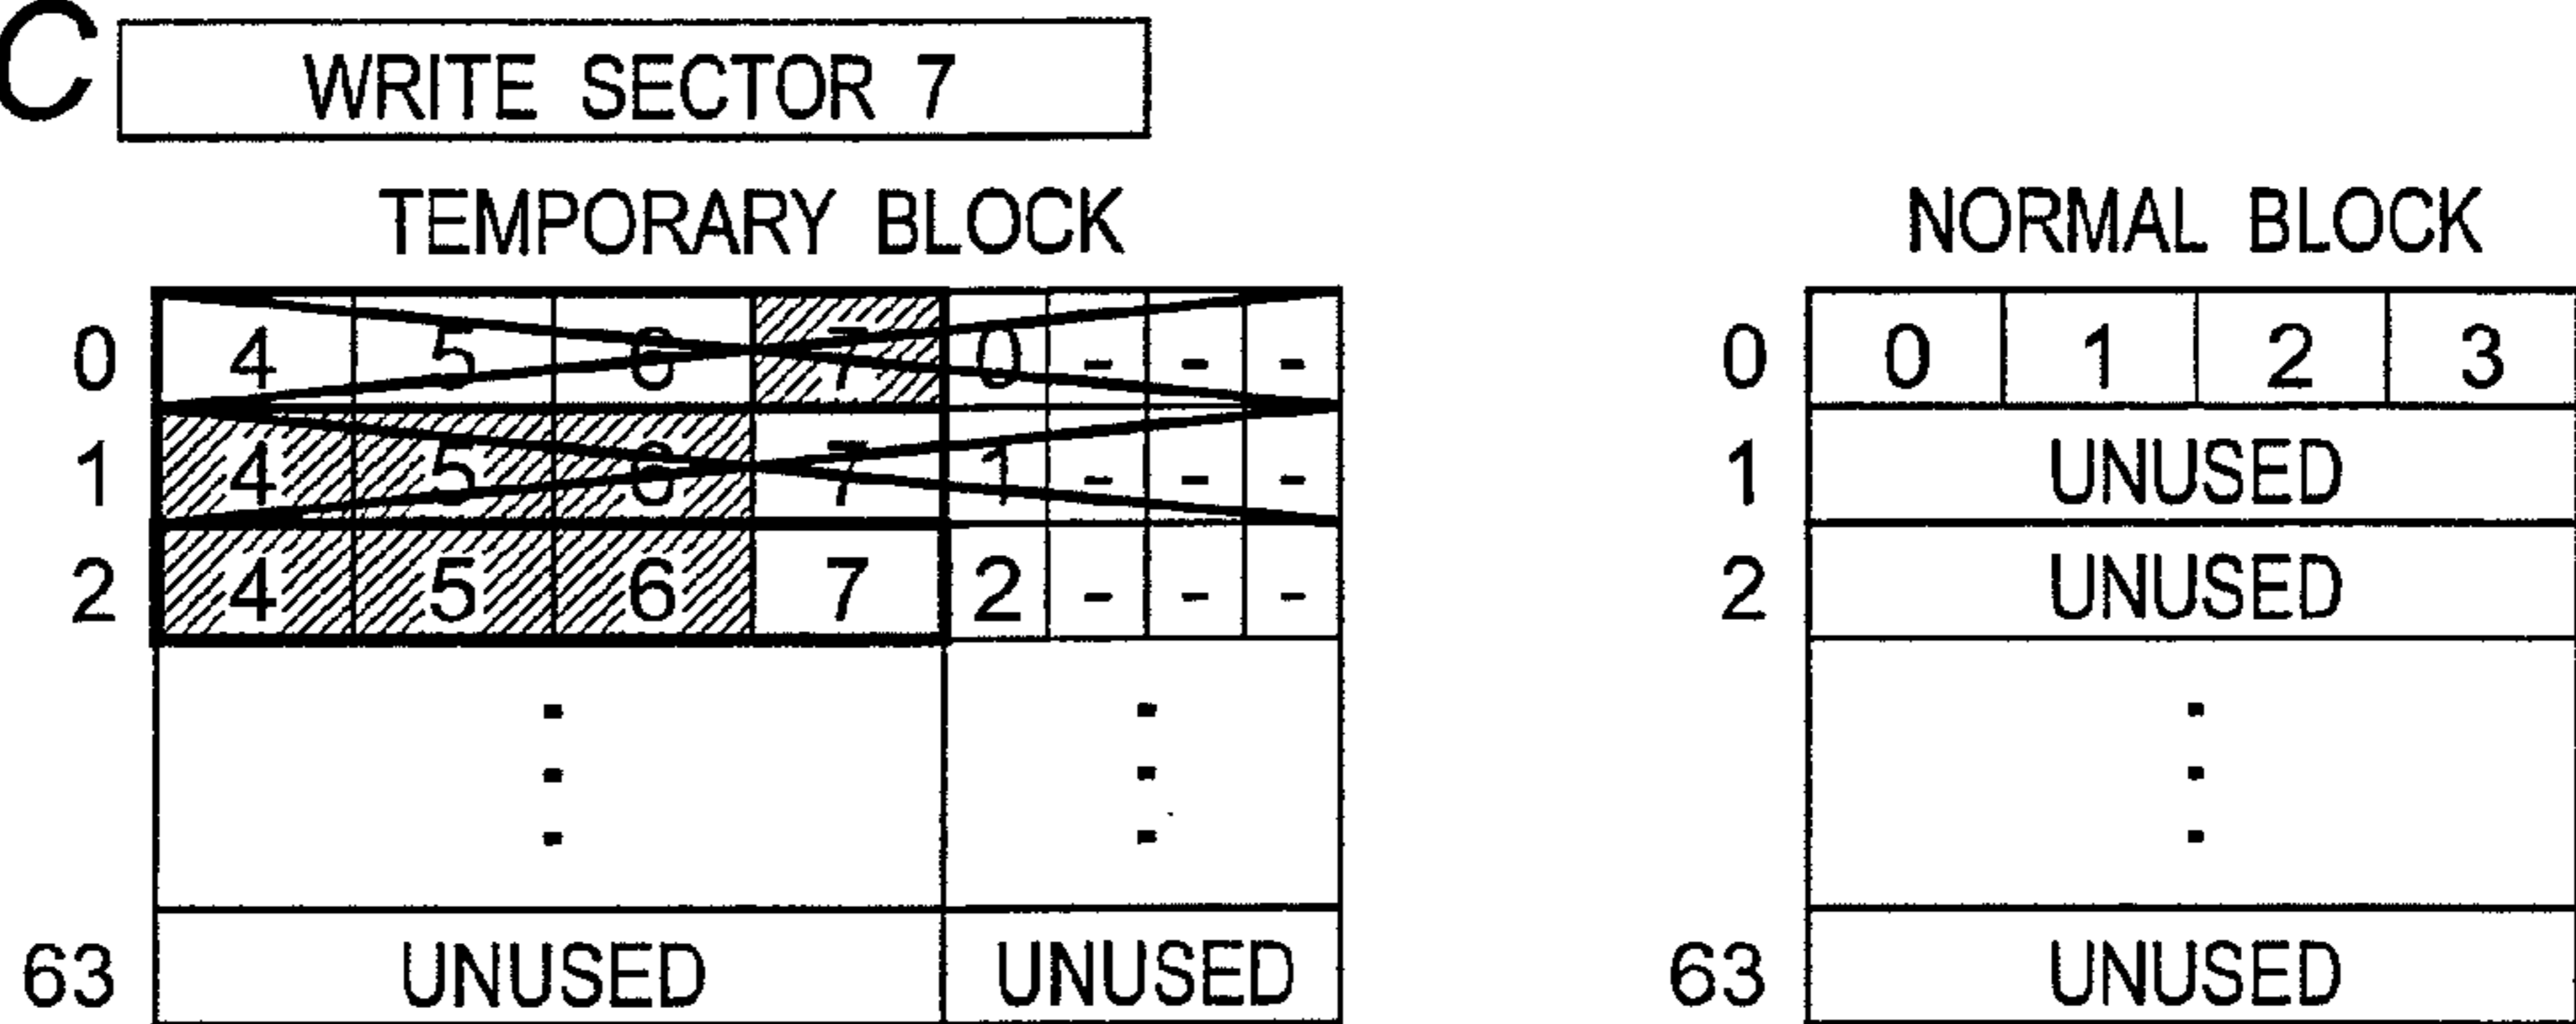 C WRITE SECTOR 7
TEMPORARY BLOCK NORMAL BLOCK
0 4 5 6 7 0 - - - 0 0 1 2 3
1 4 5 6 7 1 - - - 1 UNUSED
2 4 5 6 7 2 - - - 2 UNUSED
63 UNUSED UNUSED 63 UNUSED